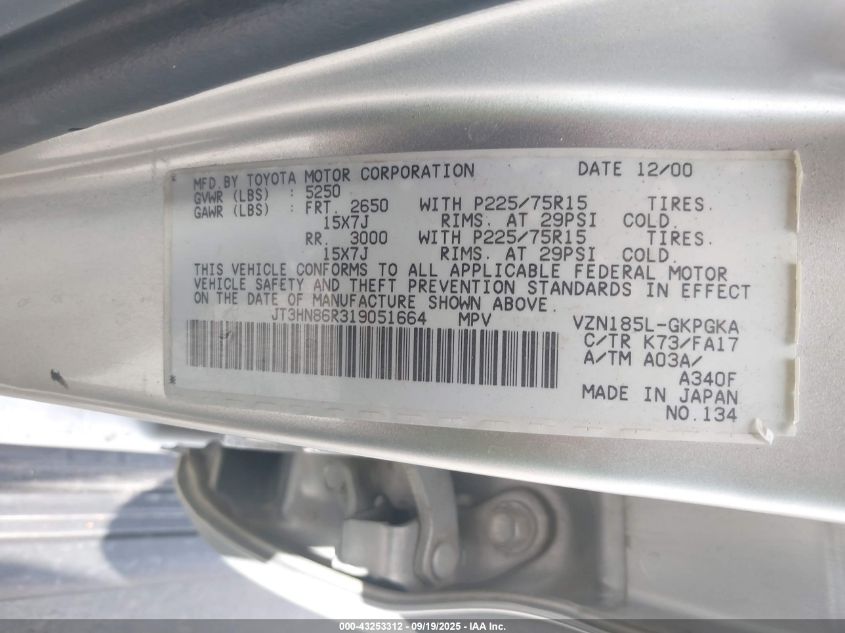 MFD. BY TOYOTA MOTOR CORPORATION DATE 12/00
GVWR (LBS) : 5250
GAWR (LBS) : FRT. 2650 WITH P225/75R15 TIRES.
15X7J RIMS. AT 29PSI COLD.
RR. 3000 WITH P225/75R15 TIRES.
15X7J RIMS. AT 29PSI COLD.
THIS VEHICLE CONFORMS TO ALL APPLICABLE FEDERAL MOTOR
VEHICLE SAFETY AND THEFT PREVENTION STANDARDS IN EFFECT
ON THE DATE OF MANUFACTURE SHOWN ABOVE.
JT3HN86R319051664 MPV VZN185L-GKPGKA
C/TR K73/FA17
A/TM A03A/
A340F
MADE IN JAPAN
NO.134
000-43253312 - 09/19/2025 - IAA Inc.